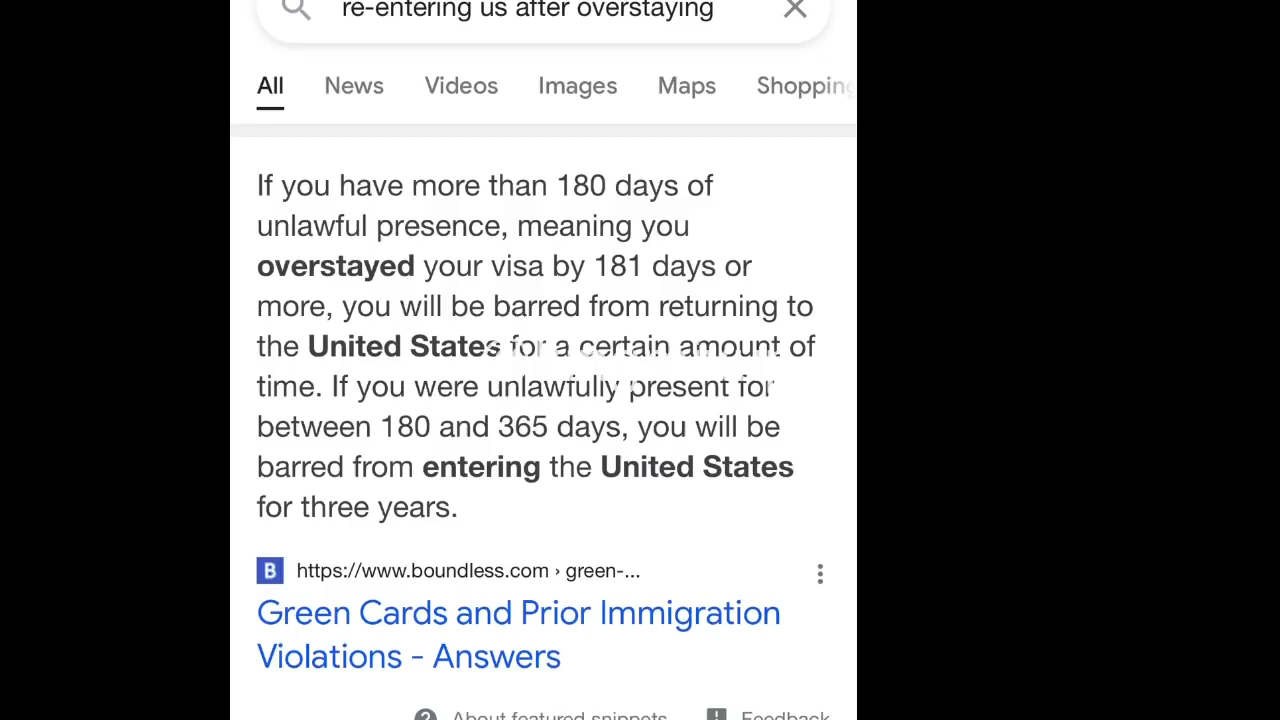 re-entering us after overstaying
All News Videos Images Maps Shopping
If you have more than 180 days of
unlawful presence, meaning you
overstayed your visa by 181 days or
more, you will be barred from returning to
the United States for a certain amount of
time. If you were unlawfully present for
between 180 and 365 days, you will be
barred from entering the United States
for three years.
B https://www.boundless.com › green-...
Green Cards and Prior Immigration
Violations - Answers
About featured snippets Feedback